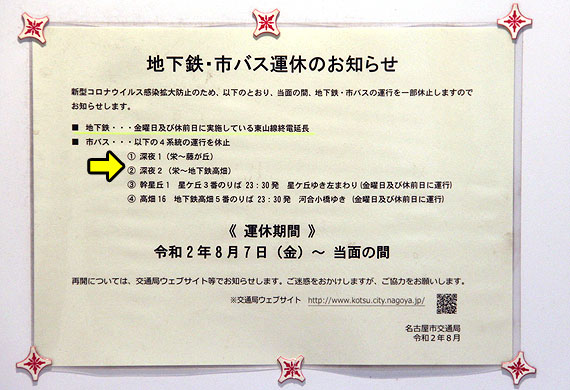 地下鉄・市バス運休のお知らせ
新型コロナウイルス感染拡大防止のため、以下のとおり、当面の間、地下鉄・市バスの運行を一部休止しますので
お知らせします。
■ 地下鉄・・・金曜日及び休前日に実施している東山線終電延長
■ 市バス・・・以下の4系統の運行を休止
① 深夜1（栄～藤が丘）
② 深夜2（栄～地下鉄高畑）
③ 幹星丘1 星ケ丘3番のりば 23:30発 星ケ丘ゆき左まわり（金曜日及び休前日に運行）
④ 高畑16 地下鉄高畑5番のりば 23:30発 河合小橋ゆき（金曜日及び休前日に運行）
《 運休期間 》
令和2年8月7日（金）～ 当面の間
再開については、交通局ウェブサイト等でお知らせします。ご迷惑をおかけしますが、ご協力をお願いします。
※交通局ウェブサイト http://www.kotsu.city.nagoya.jp/
名古屋市交通局
令和2年8月